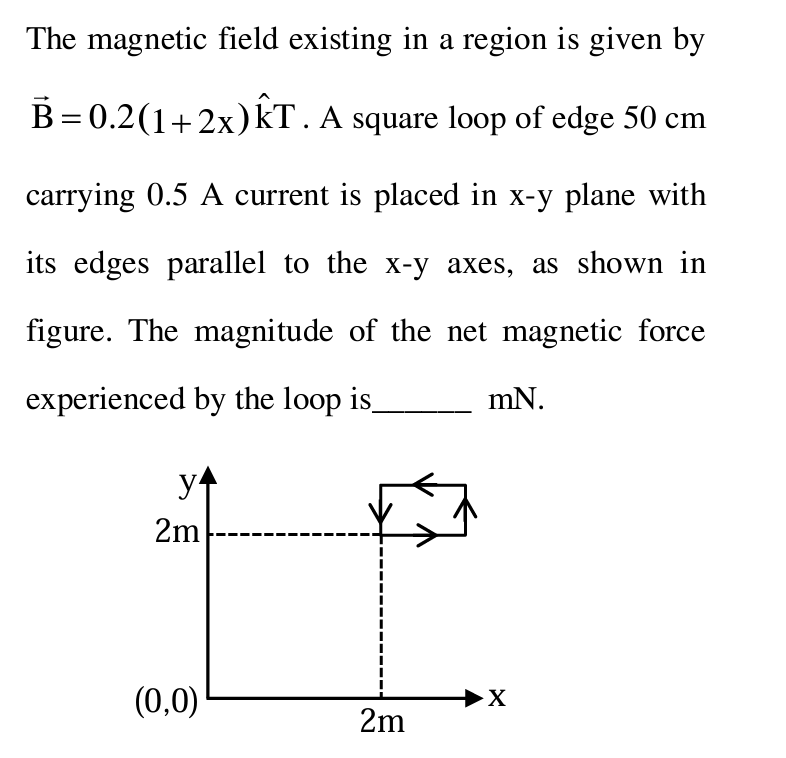 The magnetic field existing in a region is given by
$\vec{B} = 0.2(1+2x)\hat{k}T$. A square loop of edge 50 cm
carrying 0.5 A current is placed in x-y plane with
its edges parallel to the x-y axes, as shown in
figure. The magnitude of the net magnetic force
experienced by the loop is______ mN.
y
2m
(0,0)
x
2m